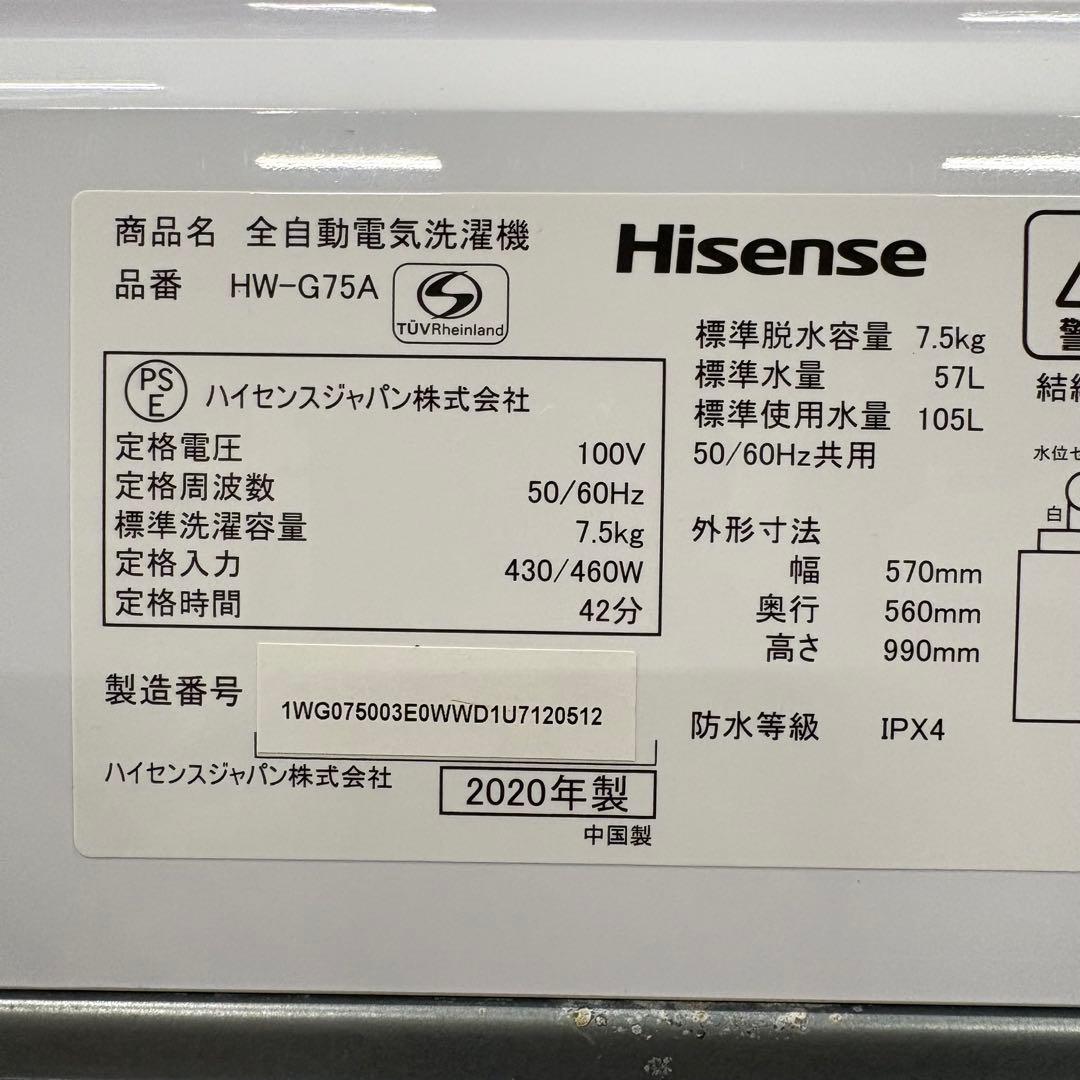 商品名 全自動電気洗濯機
品番 HW-G75A
TÜVRheinland
Hisense
PS
E
ハイセンスジャパン株式会社
定格電圧 100V
定格周波数 50/60Hz
標準洗濯容量 7.5kg
定格入力 430/460W
定格時間 42分
製造番号 1WG075003E0WWD1U7120512
ハイセンスジャパン株式会社
2020年製
中国製
標準脱水容量 7.5kg
標準水量 57L
標準使用水量 105L
50/60Hz共用
外形寸法
幅 570mm
奥行 560mm
高さ 990mm
防水等級 IPX4
警
結
水位セ
白